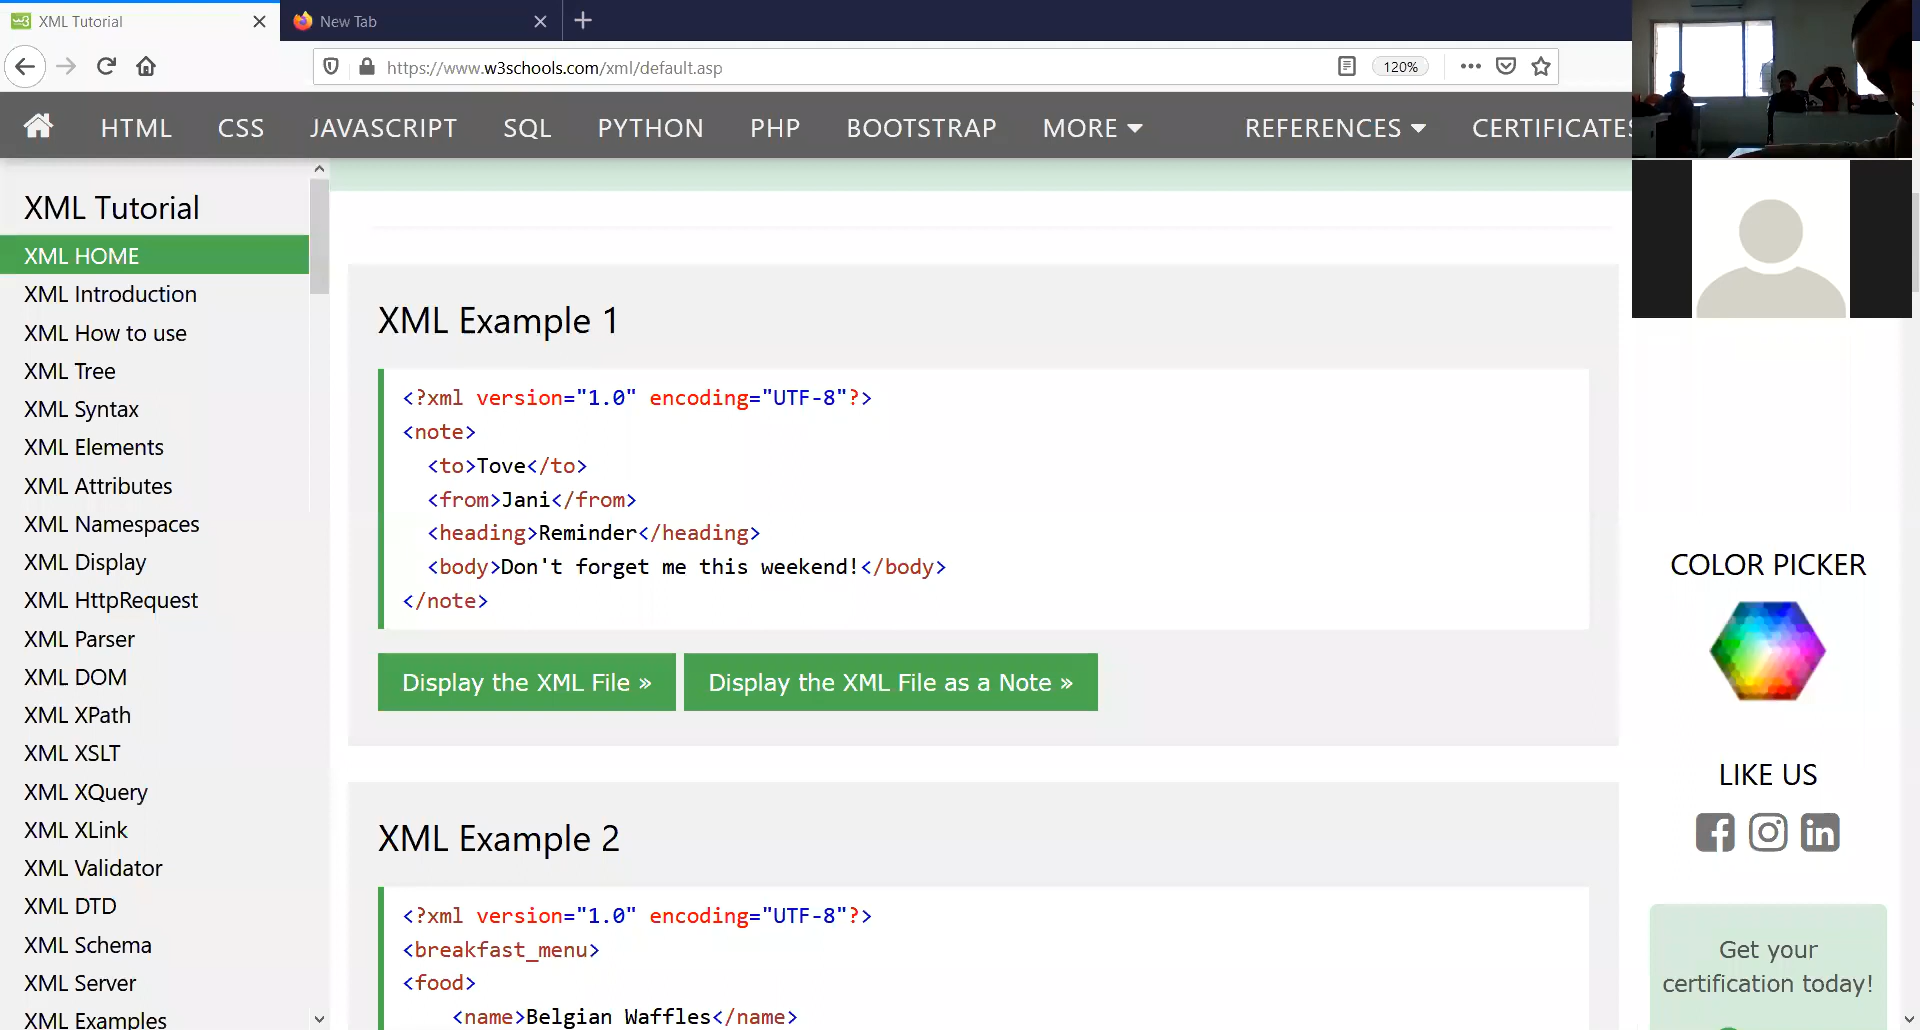 XML Tutorial
New Tab
https://www.w3schools.com/xml/default.asp
120%
HTML CSS JAVASCRIPT SQL PYTHON PHP BOOTSTRAP MORE REFERENCES CERTIFICATES
XML Tutorial
XML HOME
XML Introduction
XML How to use
XML Tree
XML Syntax
XML Elements
XML Attributes
XML Namespaces
XML Display
XML HttpRequest
XML Parser
XML DOM
XML XPath
XML XSLT
XML XQuery
XML XLink
XML Validator
XML DTD
XML Schema
XML Server
XML Examples
XML Example 1
<?xml version="1.0" encoding="UTF-8"?>
<note>
<to>Tove</to>
<from>Jani</from>
<heading>Reminder</heading>
<body>Don't forget me this weekend!</body>
</note>
Display the XML File »
Display the XML File as a Note »
XML Example 2
<?xml version="1.0" encoding="UTF-8"?>
<breakfast_menu>
<food>
<name>Belgian Waffles</name>
COLOR PICKER
LIKE US
Get your
certification today!